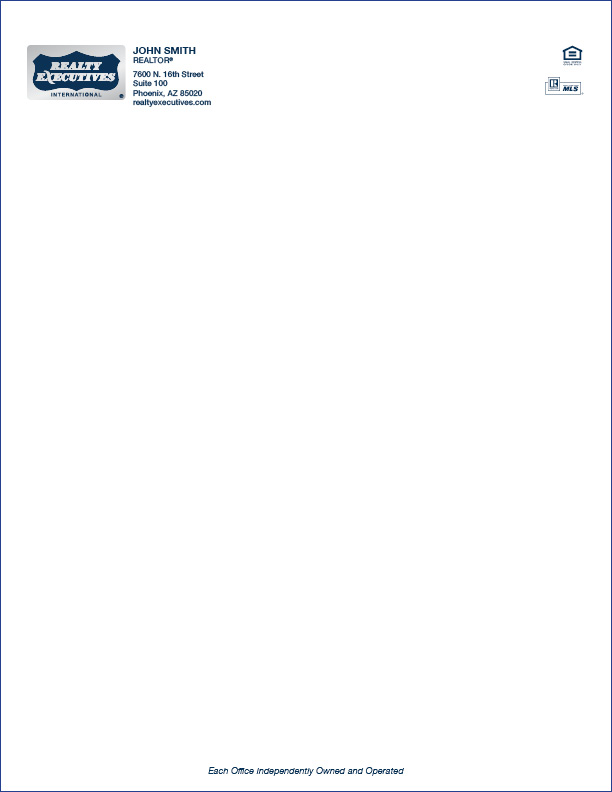 REALTY
EXECUTIVES
INTERNATIONAL
®
JOHN SMITH
REALTOR®
7600 N. 16th Street
Suite 100
Phoenix, AZ 85020
realtyexecutives.com
MLS
Each Office Independently Owned and Operated